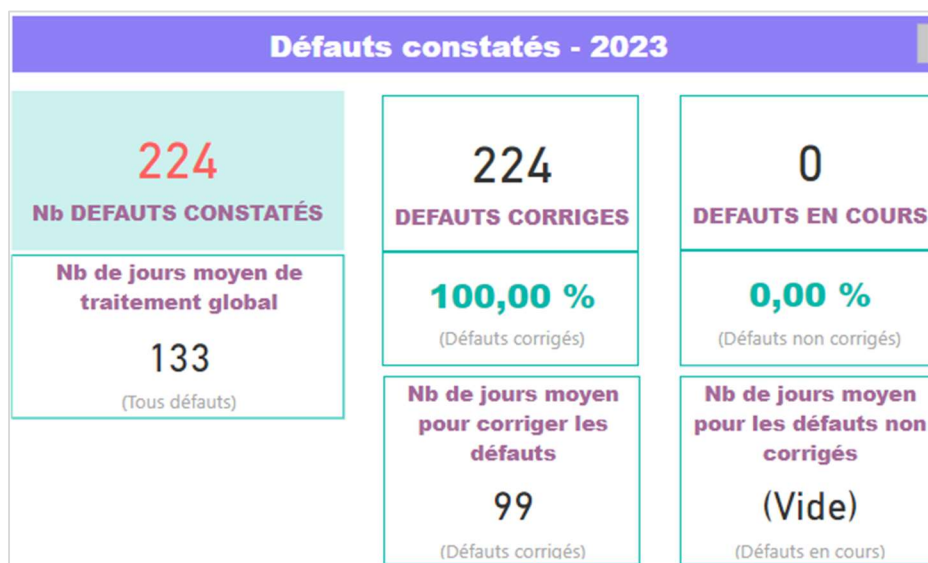 Défauts constatés - 2023
224
Nb DEFAUTS CONSTATÉS
Nb de jours moyen de
traitement global
133
(Tous défauts)
224
DEFAUTS CORRIGES
100,00 %
(Défauts corrigés)
Nb de jours moyen
pour corriger les
défauts
99
(Défauts corrigés)
0
DEFAUTS EN COURS
0,00 %
(Défauts non corrigés)
Nb de jours moyen
pour les défauts non
corrigés
(Vide)
(Défauts en cours)